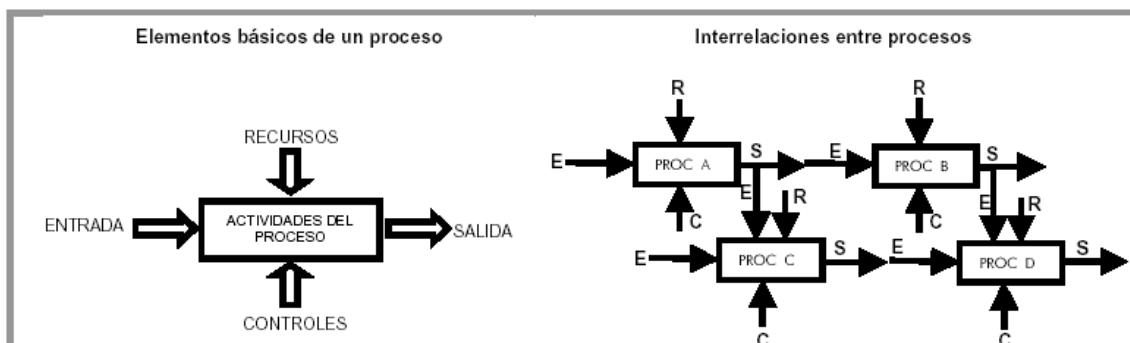 Elementos básicos de un proceso
RECURSOS
ENTRADA
ACTIVIDADES DEL
PROCESO
SALIDA
CONTROLES
Interrelaciones entre procesos
R
R
E
PROC A
S
E
PROC B
S
E
R
E
R
C
C
E
PROC C
S
E
PROC D
S
C
C